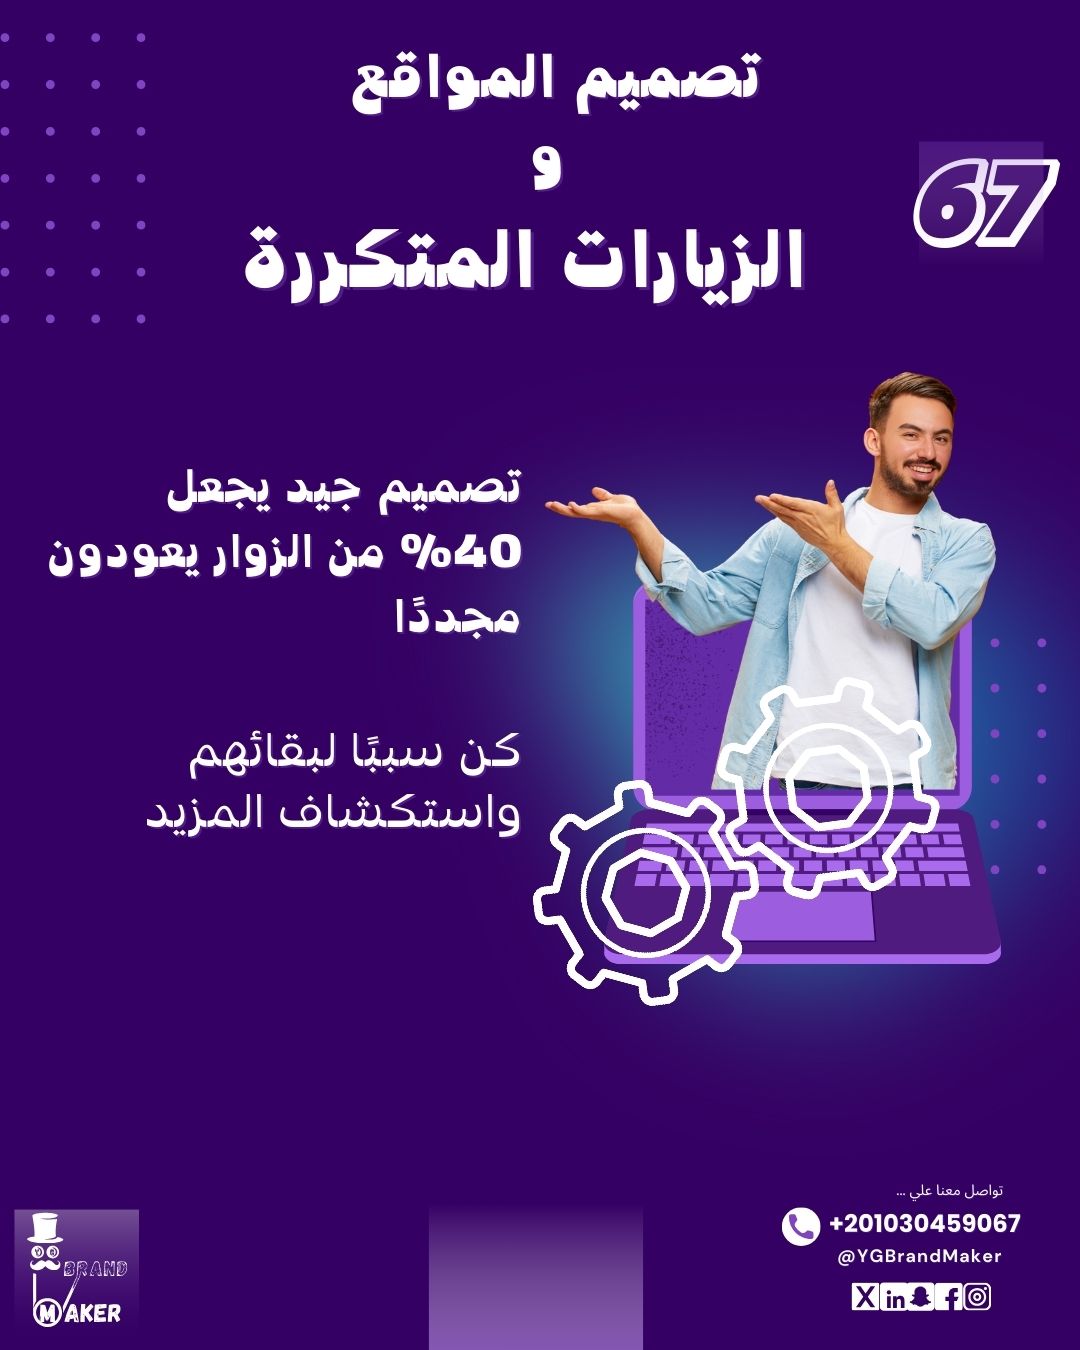 تصميم المواقع
و
الزيارات المتكررة
67
تصميم جيد يجعل
40% من الزوار يعودون
مجددًا
كن سببًا لبقائهم
واستكشاف المزيد
تواصل معنا علي ...
+201030459067
@YGBrandMaker
BRAND
MAKER